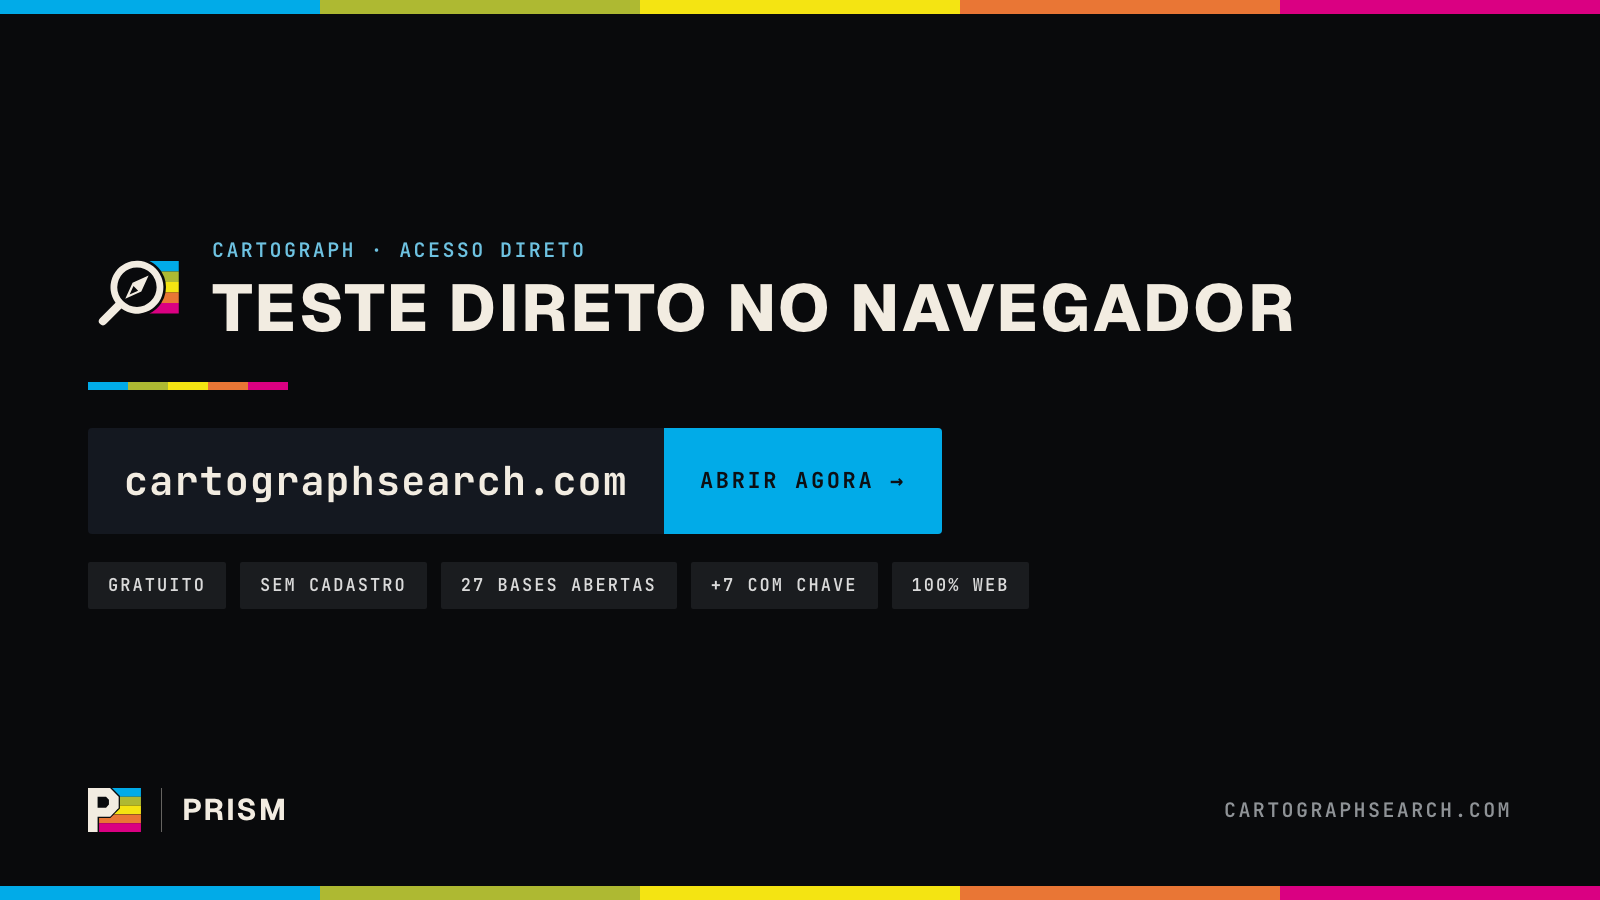 CARTOGRAPH · ACESSO DIRETO
TESTE DIRETO NO NAVEGADOR
cartographsearch.com
ABRIR AGORA →
GRATUITO
SEM CADASTRO
27 BASES ABERTAS
+7 COM CHAVE
100% WEB
P
PRISM
CARTOGRAPHSEARCH.COM